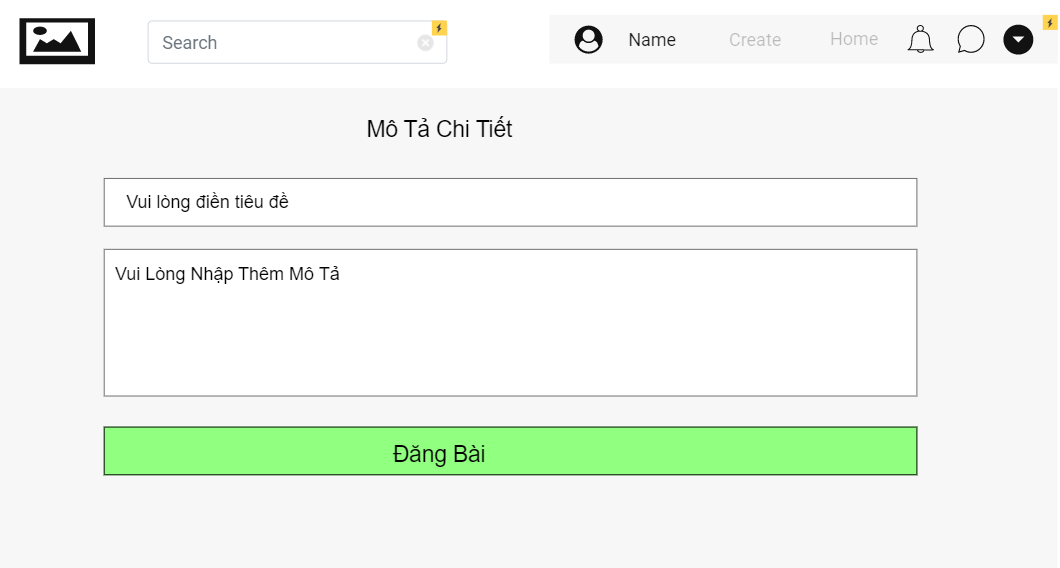 Search
Name
Create
Home
Mô Tả Chi Tiết
Vui lòng điền tiêu đề
Vui Lòng Nhập Thêm Mô Tả
Đăng Bài